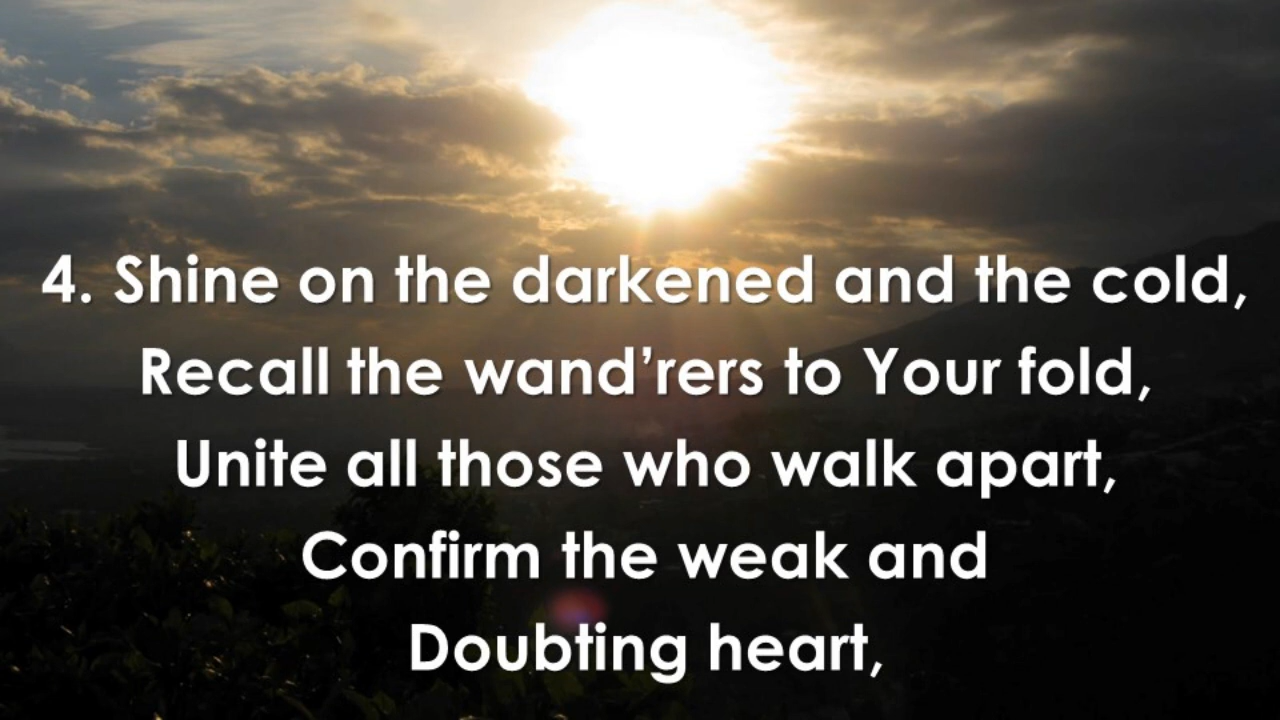 4. Shine on the darkened and the cold,
Recall the wand’rers to Your fold,
Unite all those who walk apart,
Confirm the weak and
Doubting heart,